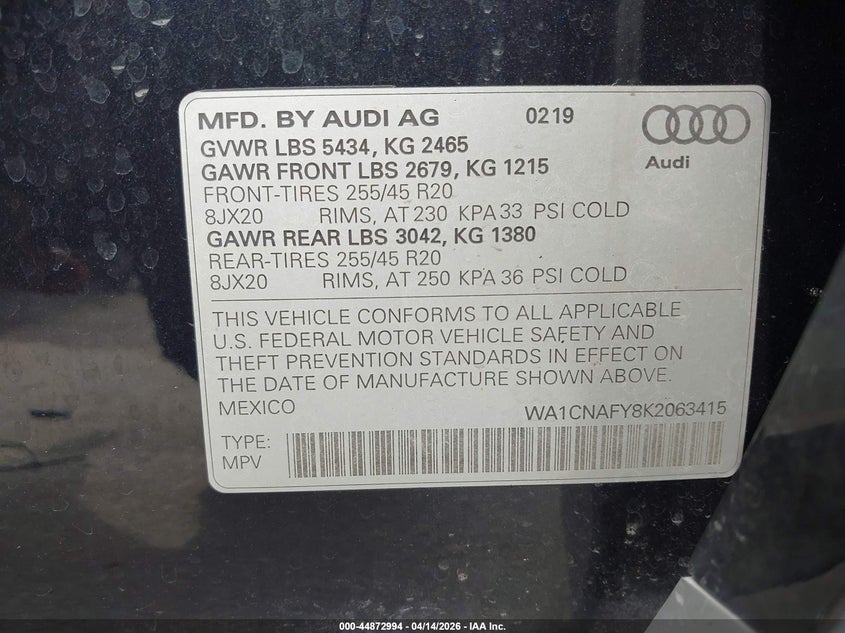 MFD. BY AUDI AG 0219
Audi
GVWR LBS 5434, KG 2465
GAWR FRONT LBS 2679, KG 1215
FRONT-TIRES 255/45 R20
8JX20 RIMS, AT 230 KPA33 PSI COLD
GAWR REAR LBS 3042, KG 1380
REAR-TIRES 255/45 R20
8JX20 RIMS, AT 250 KPA 36 PSI COLD
THIS VEHICLE CONFORMS TO ALL APPLICABLE
U.S. FEDERAL MOTOR VEHICLE SAFETY AND
THEFT PREVENTION STANDARDS IN EFFECT ON
THE DATE OF MANUFACTURE SHOWN ABOVE.
MEXICO WA1CNAFY8K2063415
TYPE:
MPV
000-44872994 - 04/14/2026 - IAA Inc.